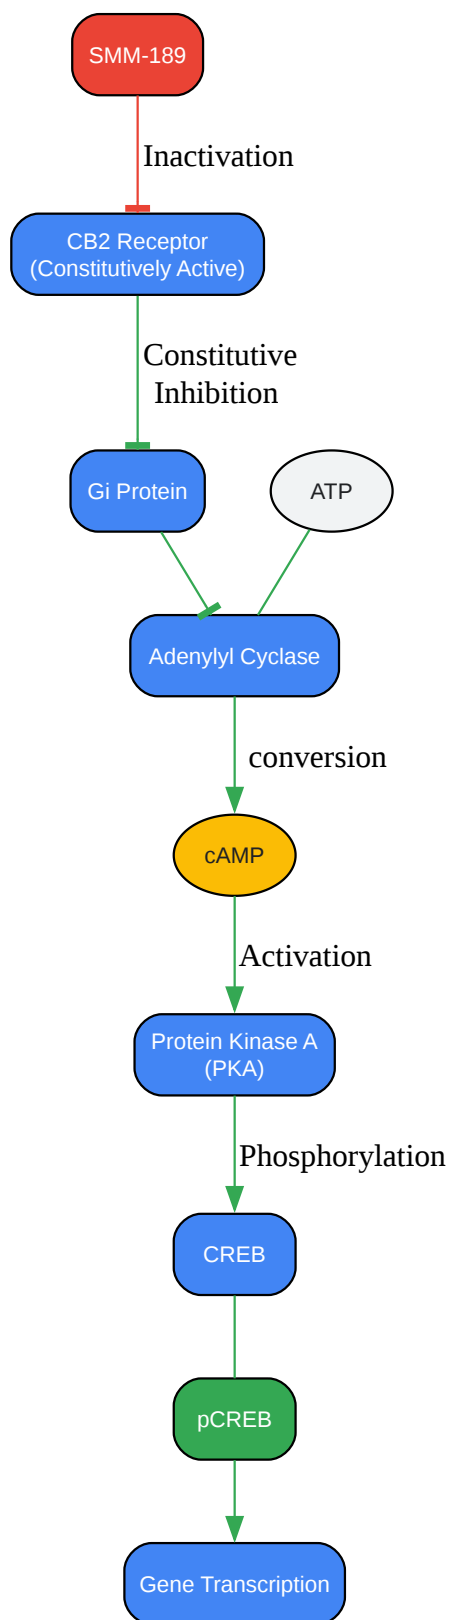 SMM-189
Inactivation
CB2 Receptor
(Constitutively Active)
Constitutive
Inhibition
Gi Protein
ATP
Adenylyl Cyclase
conversion
cAMP
Activation
Protein Kinase A
(PKA)
Phosphorylation
CREB
pCREB
Gene Transcription